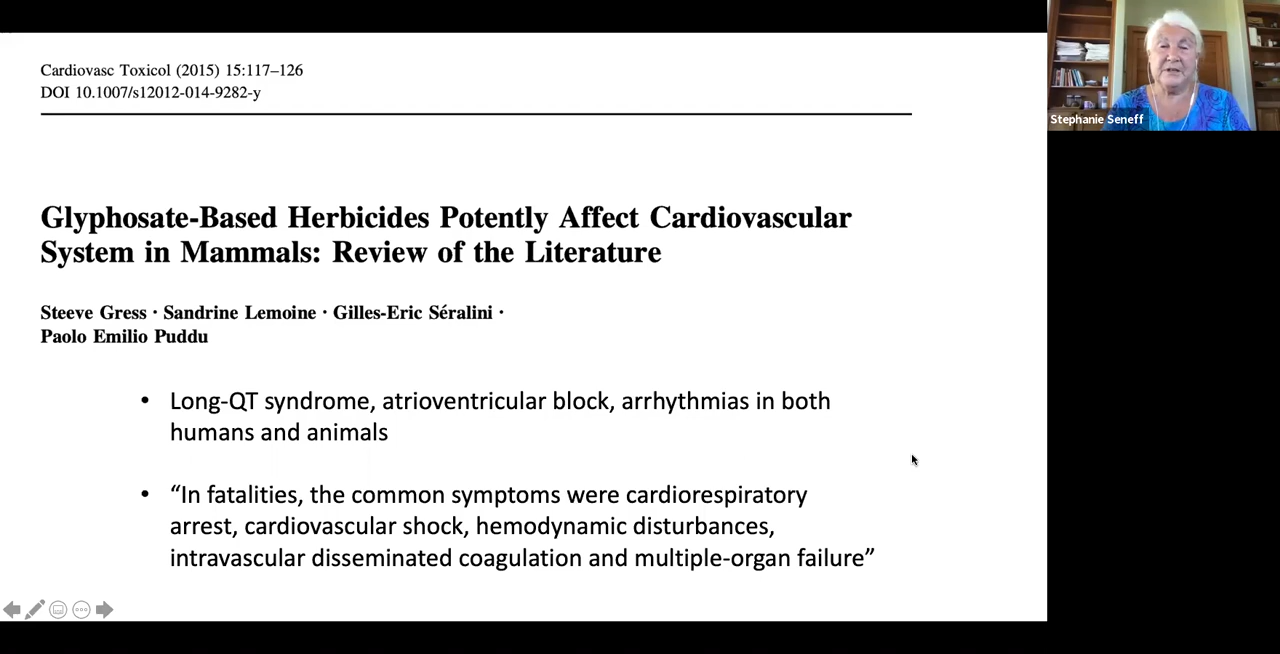 Cardiovasc Toxicol (2015) 15:117–126
DOI 10.1007/s12012-014-9282-y
Glyphosate-Based Herbicides Potently Affect Cardiovascular
System in Mammals: Review of the Literature
Steeve Gress · Sandrine Lemoine · Gilles-Eric Séralini ·
Paolo Emilio Puddu
• Long-QT syndrome, atrioventricular block, arrhythmias in both
humans and animals
• “In fatalities, the common symptoms were cardiorespiratory
arrest, cardiovascular shock, hemodynamic disturbances,
intravascular disseminated coagulation and multiple-organ failure”
Stephanie Seneff